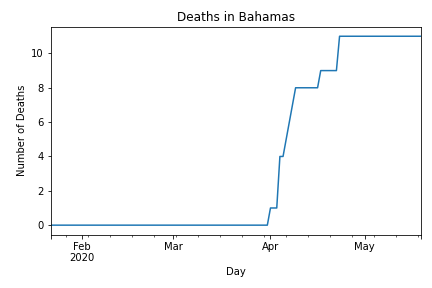 Deaths in Bahamas
Number of Deaths
10
8
6
4
2
0
Feb
2020
Mar
Apr
May
Day